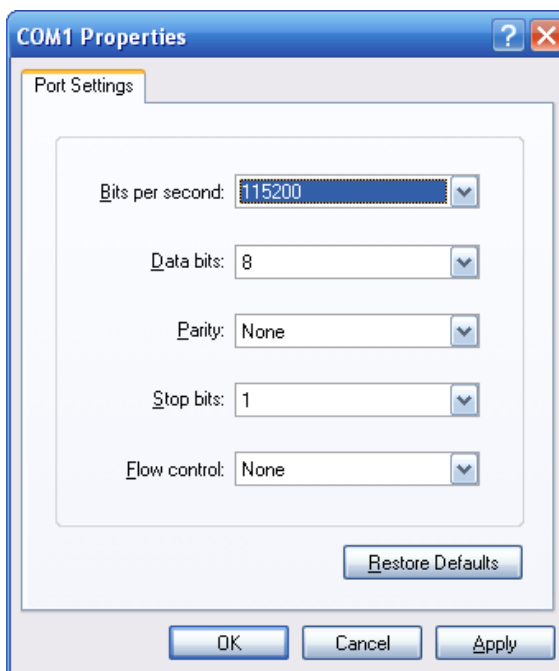 COM1 Properties
Port Settings
Bits per second: 115200
Data bits: 8
Parity: None
Stop bits: 1
Flow control: None
Restore Defaults
OK Cancel Apply